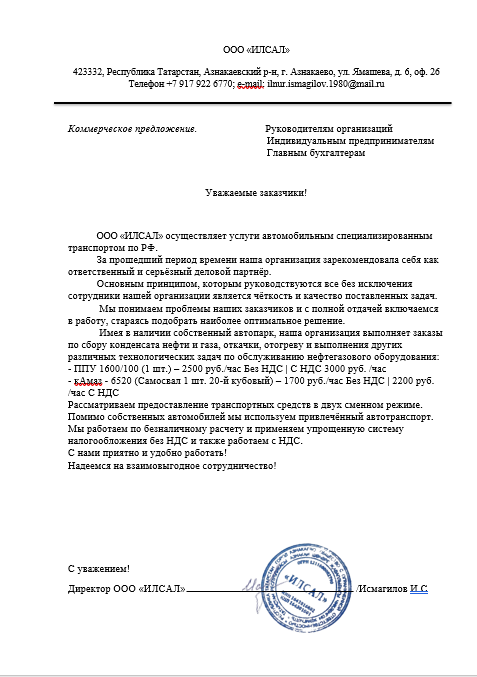 ООО «ИЛСАЛ»
423332, Республика Татарстан, Азнакаевский р-н, г. Азнакаево, ул. Ямашева, д. 6, оф. 26
Телефон +7 917 922 6770; e-mail: ilnur.ismagilov.1980@mail.ru
Коммерческое предложение. Руководителям организаций
Индивидуальным предпринимателям
Главным бухгалтерам
Уважаемые заказчики!
ООО «ИЛСАЛ» осуществляет услуги автомобильным специализированным
транспортом по РФ.
За прошедший период времени наша организация зарекомендовала себя как
ответственный и серьёзный деловой партнёр.
Основным принципом, которым руководствуются все без исключения
сотрудники нашей организации является чёткость и качество поставленных задач.
Мы понимаем проблемы наших заказчиков и с полной отдачей включаемся
в работу, стараясь подобрать наиболее оптимальное решение.
Имея в наличии собственный автопарк, наша организация выполняет заказы
по сбору конденсата нефти и газа, откачки, отогреву и выполнения других
различных технологических задач по обслуживанию нефтегазового оборудования:
- ППУ 1600/100 (1 шт.) – 2500 руб./час Без НДС | С НДС 3000 руб. /час
- кАмаз - 6520 (Самосвал 1 шт. 20-й кубовый) – 1700 руб./час Без НДС | 2200 руб.
/час С НДС
Рассматриваем предоставление транспортных средств в двух сменном режиме.
Помимо собственных автомобилей мы используем привлечённый автотранспорт.
Мы работаем по безналичному расчету и применяем упрощенную систему
налогообложения без НДС и также работаем с НДС.
С нами приятно и удобно работать!
Надеемся на взаимовыгодное сотрудничество!
С уважением!
Директор ООО «ИЛСАЛ» /Исмагилов И.С
«ИЛСАЛ»